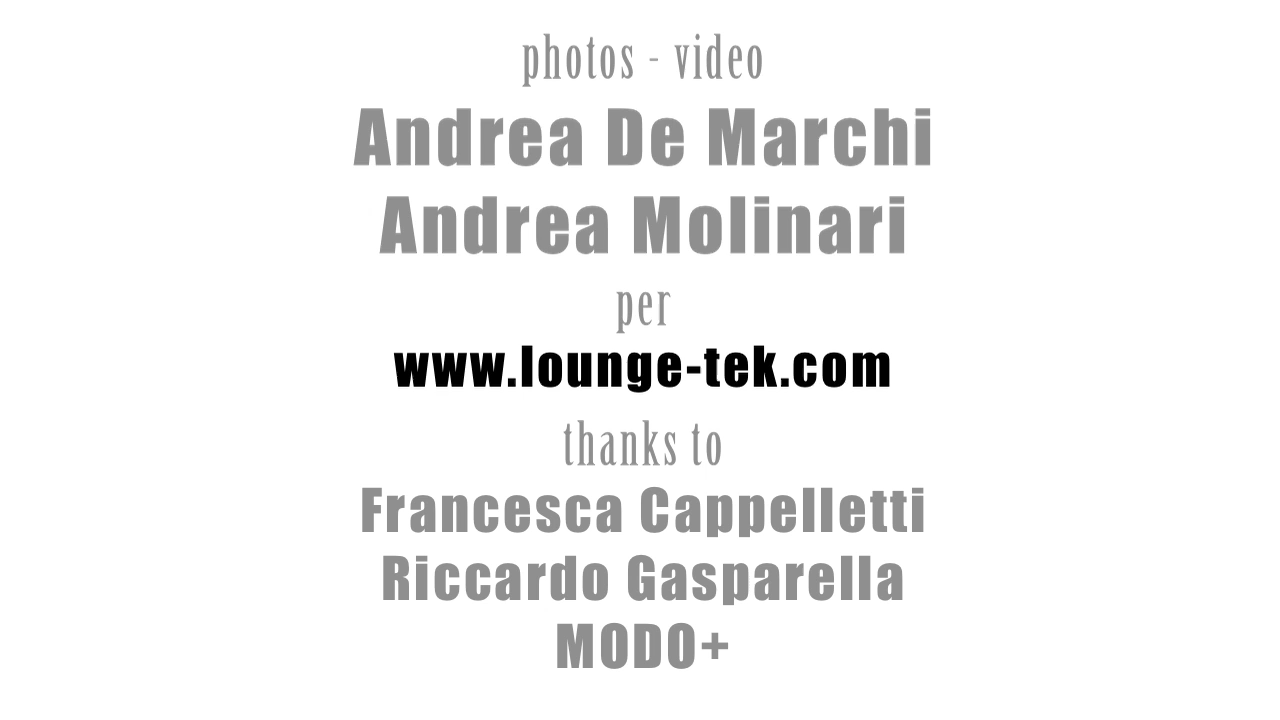 photos - video
Andrea De Marchi
Andrea Molinari
per
www.lounge-tek.com
thanks to
Francesca Cappelletti
Riccardo Gasparella
MODO+